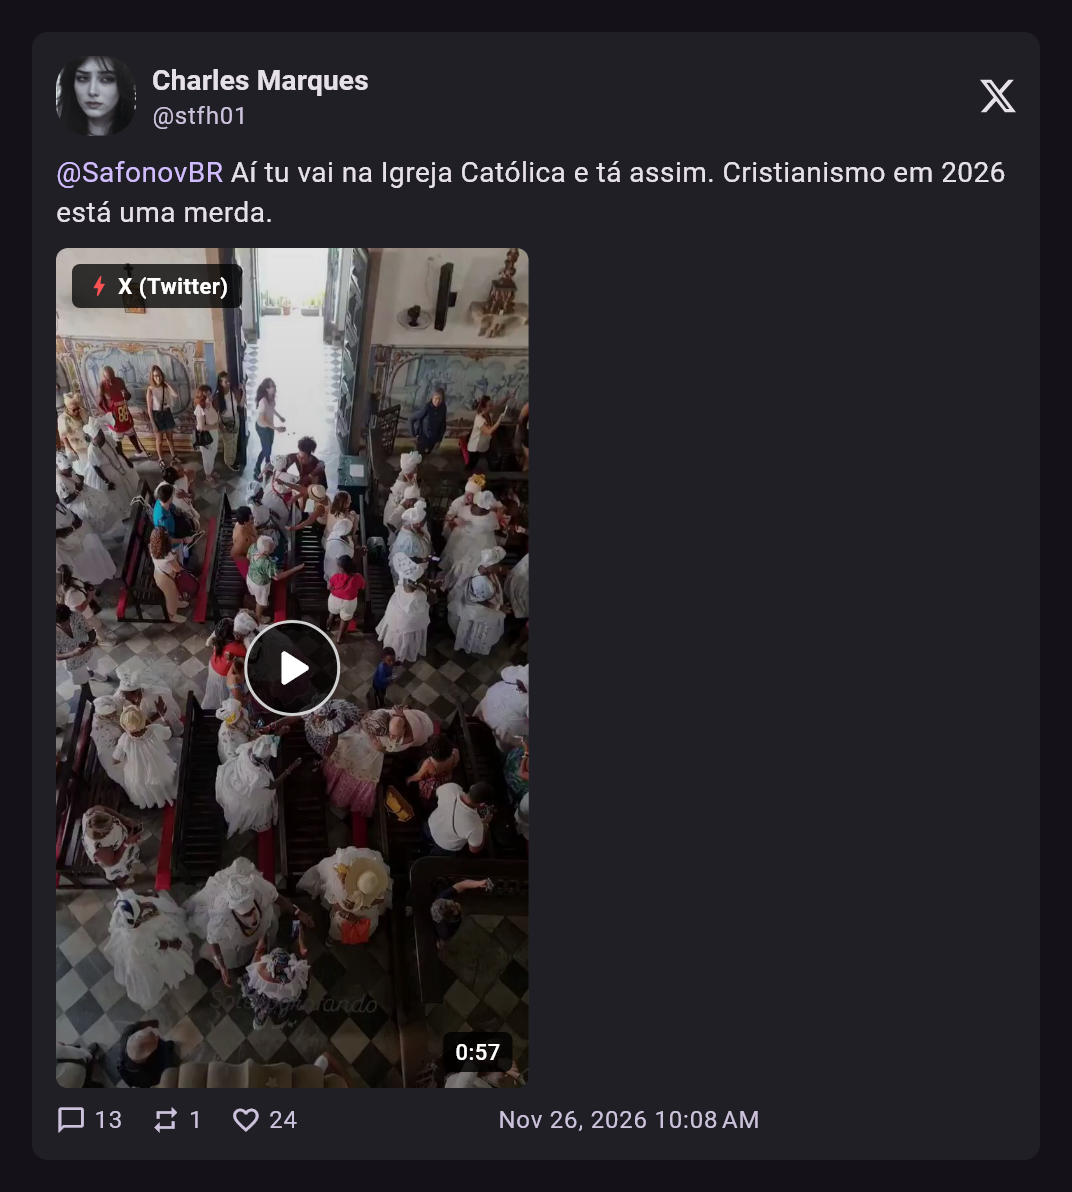 Charles Marques
@stfh01
@SafonovBR Aí tu vai na Igreja Católica e tá assim. Cristianismo em 2026
está uma merda.
X (Twitter)
88
0:57
13 1 24 Nov 26, 2026 10:08 AM